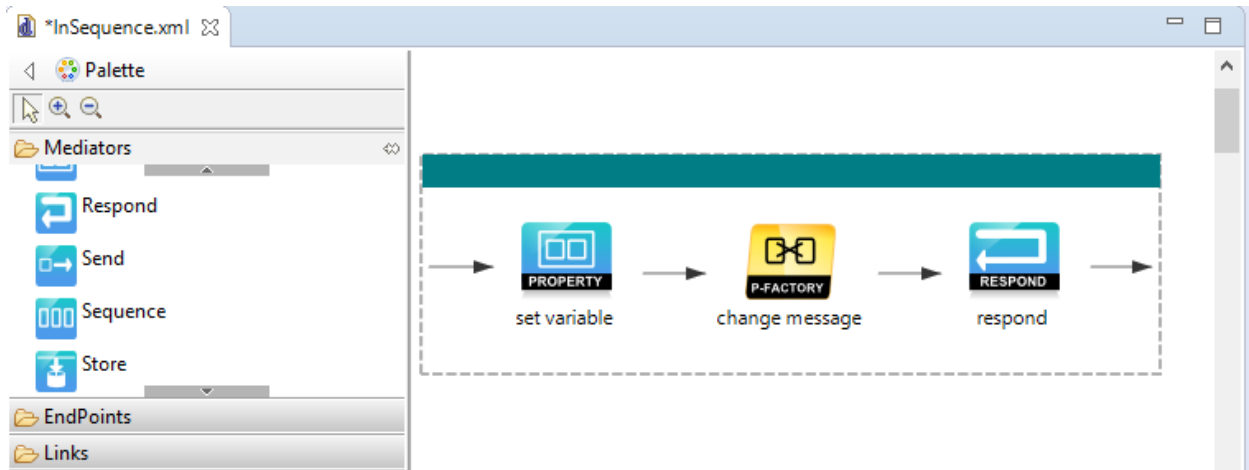 *InSequence.xml
Palette
Mediators
Respond
Send
Sequence
Store
EndPoints
Links
PROPERTY
P-FACTORY
RESPOND
set variable
change message
respond